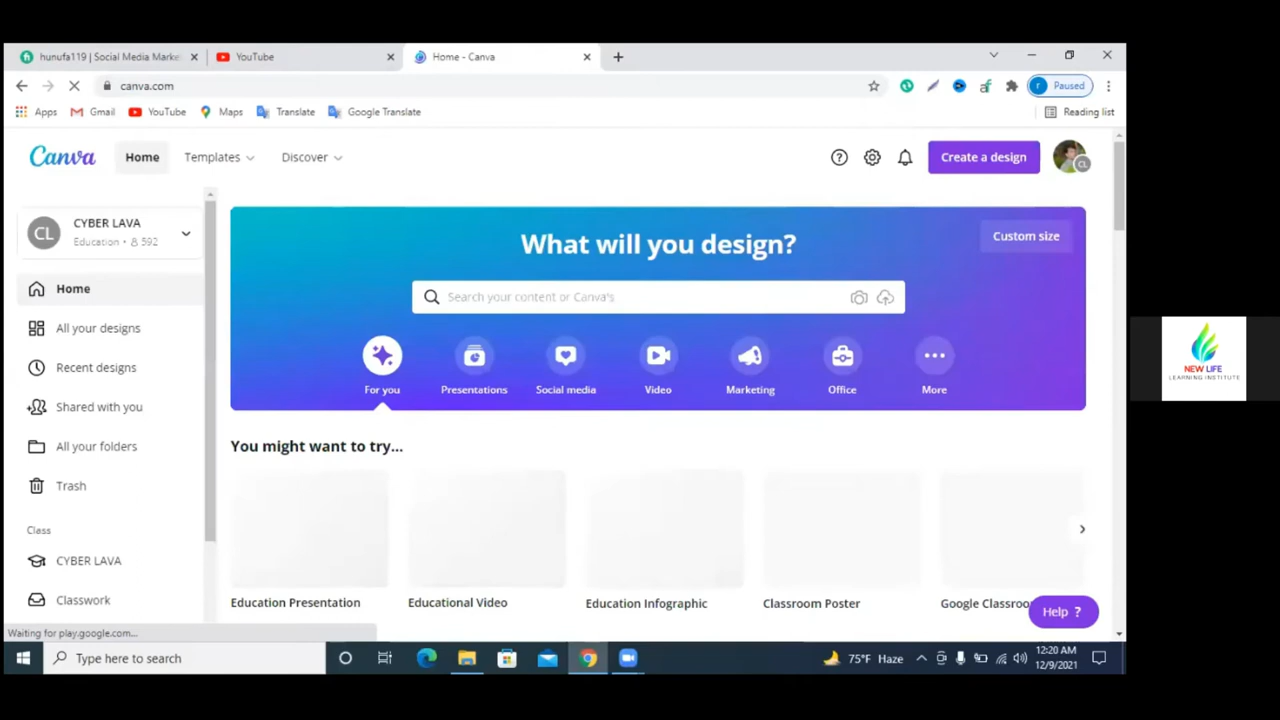 hunufa119 | Social Media Marke
YouTube
Home - Canva
canva.com
Paused
Apps
Gmail
YouTube
Maps
Translate
Google Translate
Reading list
Canva
Home
Templates
Discover
Create a design
CL
CL
CYBER LAVA
Education • 592
Home
All your designs
Recent designs
Shared with you
All your folders
Trash
Class
CYBER LAVA
Classwork
What will you design?
Custom size
Search your content or Canva's
For you
Presentations
Social media
Video
Marketing
Office
More
You might want to try...
Education Presentation
Educational Video
Education Infographic
Classroom Poster
Google Classroo
Help ?
Waiting for play.google.com...
Type here to search
75°F Haze
12:20 AM
12/9/2021
NEW LIFE
LEARNING INSTITUTE